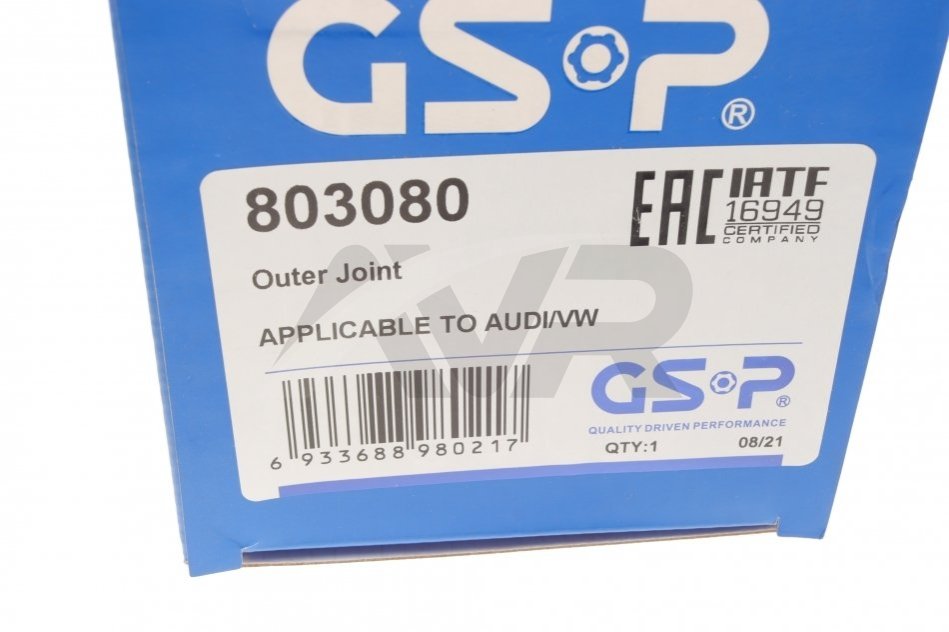 GSP®
803080
EAC
IATF
16949
CERTIFIED
COMPANY
Outer Joint
APPLICABLE TO AUDI/VW
AVR
GSP®
QUALITY DRIVEN PERFORMANCE
6 933688 980217
QTY:1 08/21